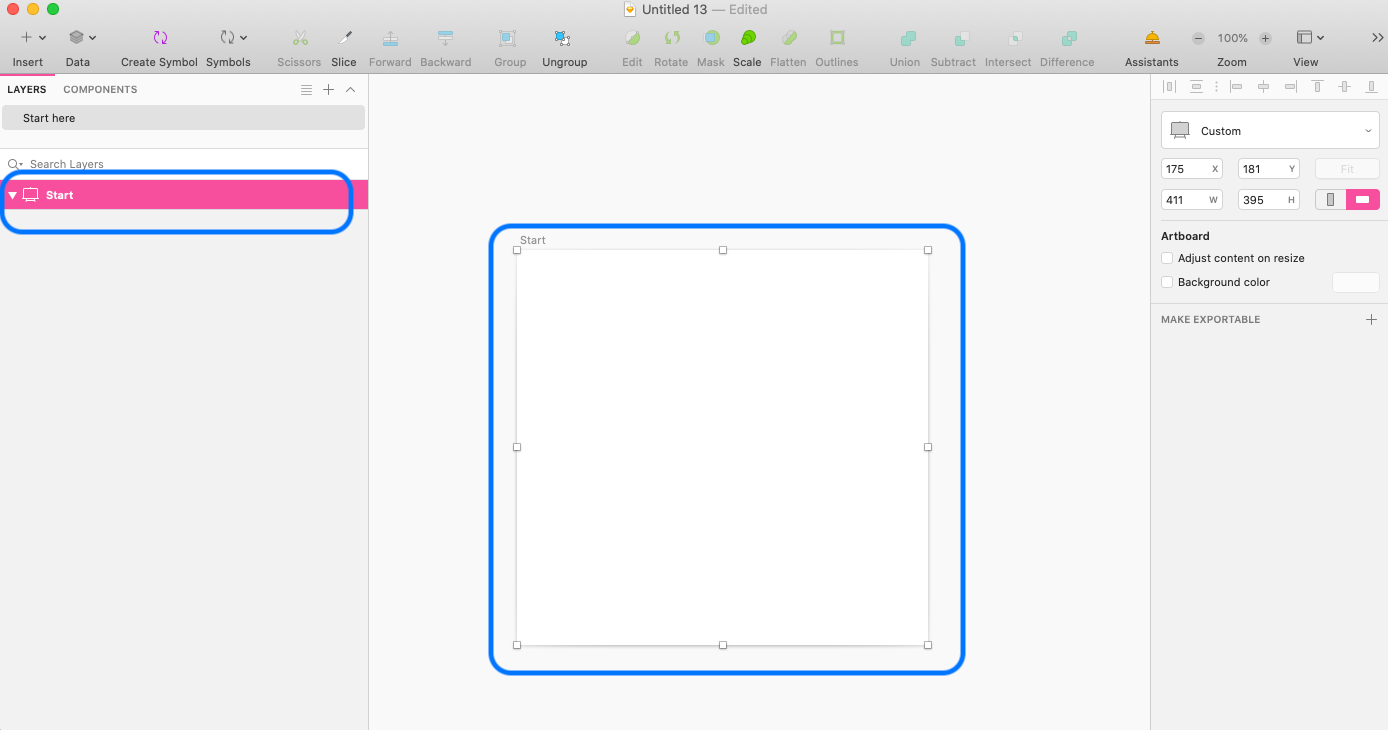 Untitled 13 — Edited
100%
Insert Data Create Symbol Symbols Scissors Slice Forward Backward Group Ungroup Edit Rotate Mask Scale Flatten Outlines Union Subtract Intersect Difference Assistants Zoom View
LAYERS COMPONENTS
Start here
Search Layers
Start
Start
Custom
175 X 181 Y Fit
411 W 395 H
Artboard
Adjust content on resize
Background color
MAKE EXPORTABLE